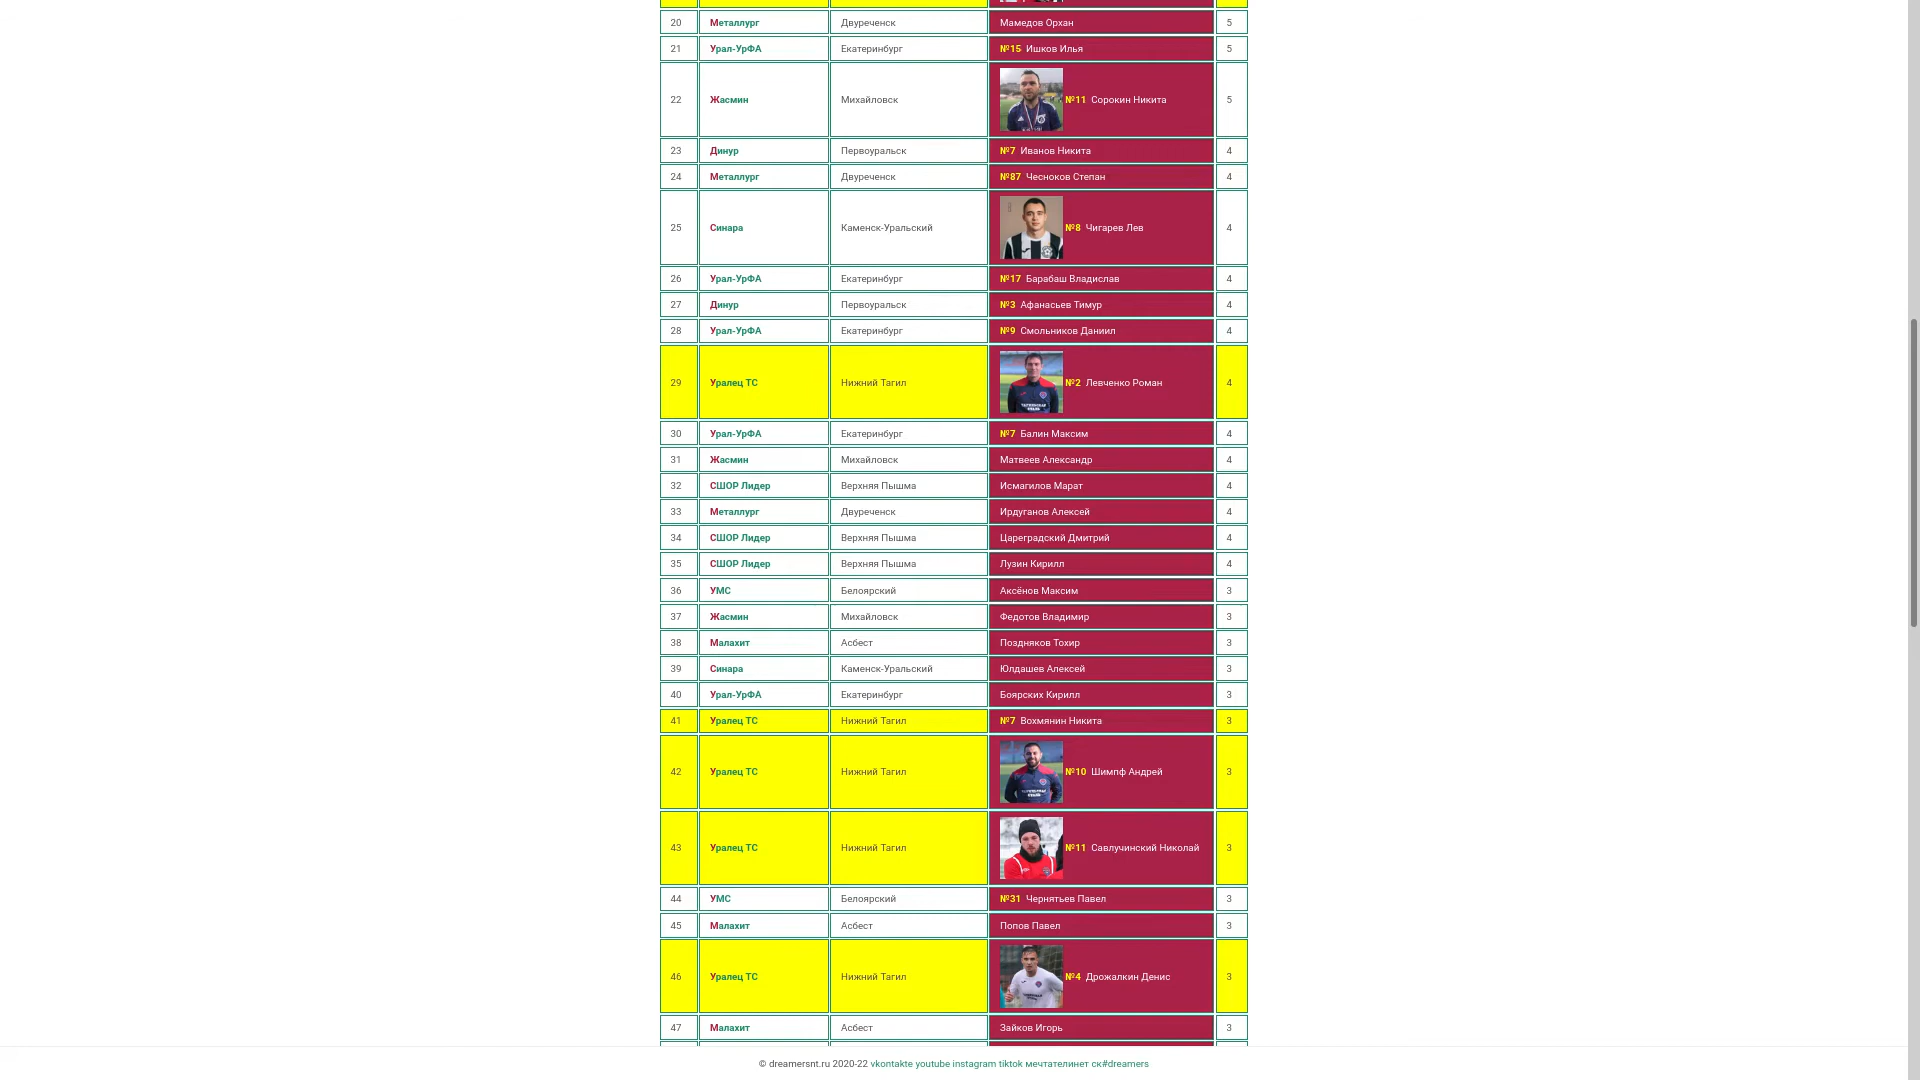 20 Металлург Двуреченск Мамедов Орхан 5
21 Урал-УрФА Екатеринбург №15 Ишков Илья 5
22 Жасмин Михайловск №11 Сорокин Никита 5
23 Динур Первоуральск №7 Иванов Никита 4
24 Металлург Двуреченск №87 Чесноков Степан 4
25 Синара Каменск-Уральский №8 Чигарев Лев 4
26 Урал-УрФА Екатеринбург №17 Барабаш Владислав 4
27 Динур Первоуральск №3 Афанасьев Тимур 4
28 Урал-УрФА Екатеринбург №9 Смольников Даниил 4
29 Уралец ТС Нижний Тагил №2 Левченко Роман 4
30 Урал-УрФА Екатеринбург №7 Балин Максим 4
31 Жасмин Михайловск Матвеев Александр 4
32 СШОР Лидер Верхняя Пышма Исмагилов Марат 4
33 Металлург Двуреченск Ирдуганов Алексей 4
34 СШОР Лидер Верхняя Пышма Цареградский Дмитрий 4
35 СШОР Лидер Верхняя Пышма Лузин Кирилл 4
36 УМС Белоярский Аксёнов Максим 3
37 Жасмин Михайловск Федотов Владимир 3
38 Малахит Асбест Поздняков Тохир 3
39 Синара Каменск-Уральский Юлдашев Алексей 3
40 Урал-УрФА Екатеринбург Боярских Кирилл 3
41 Уралец ТС Нижний Тагил №7 Вохмянин Никита 3
42 Уралец ТС Нижний Тагил №10 Шимпф Андрей 3
43 Уралец ТС Нижний Тагил №11 Савлучинский Николай 3
44 УМС Белоярский №31 Чернятьев Павел 3
45 Малахит Асбест Попов Павел 3
46 Уралец ТС Нижний Тагил №4 Дрожалкин Денис 3
47 Малахит Асбест Зайков Игорь 3
© dreamersnt.ru 2020-22 vkontakte youtube instagram tiktok мечтателинет ск#dreamers